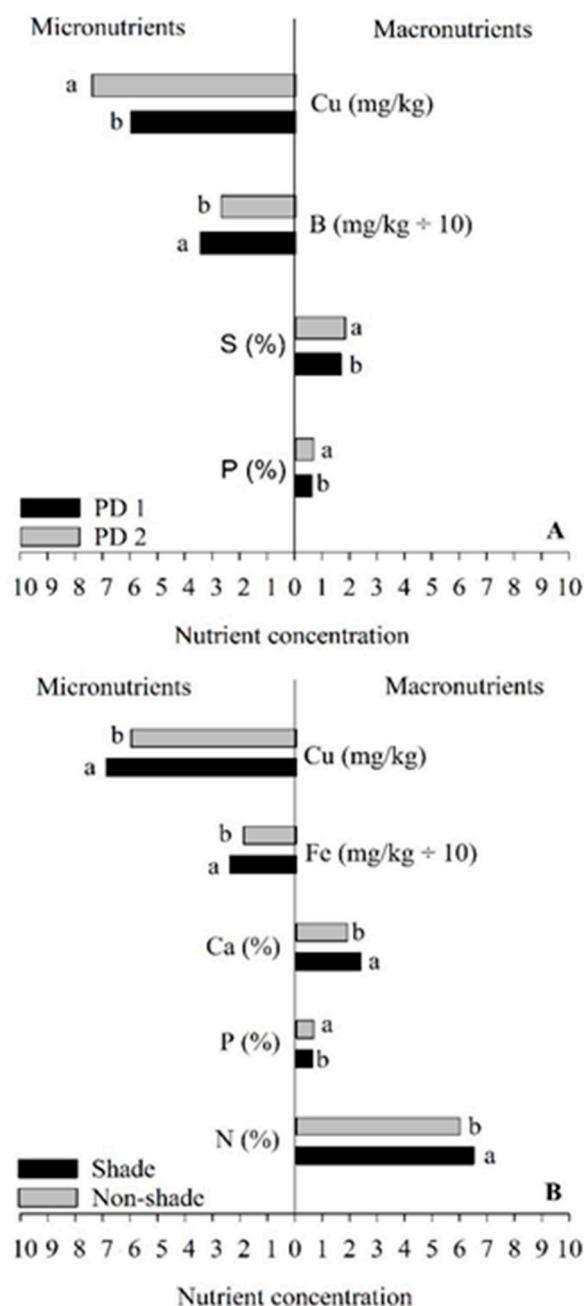 Micronutrients Macronutrients
a
Cu (mg/kg)
b
b
B (mg/kg ÷ 10)
a
S (%)
a
b
P (%)
a
b
PD 1
PD 2
A
10 9 8 7 6 5 4 3 2 1 0 1 2 3 4 5 6 7 8 9 10
Nutrient concentration
Micronutrients Macronutrients
b
Cu (mg/kg)
a
b
Fe (mg/kg ÷ 10)
a
Ca (%)
b
a
P (%)
a
b
N (%)
b
a
Shade
Non-shade
B
10 9 8 7 6 5 4 3 2 1 0 1 2 3 4 5 6 7 8 9 10
Nutrient concentration